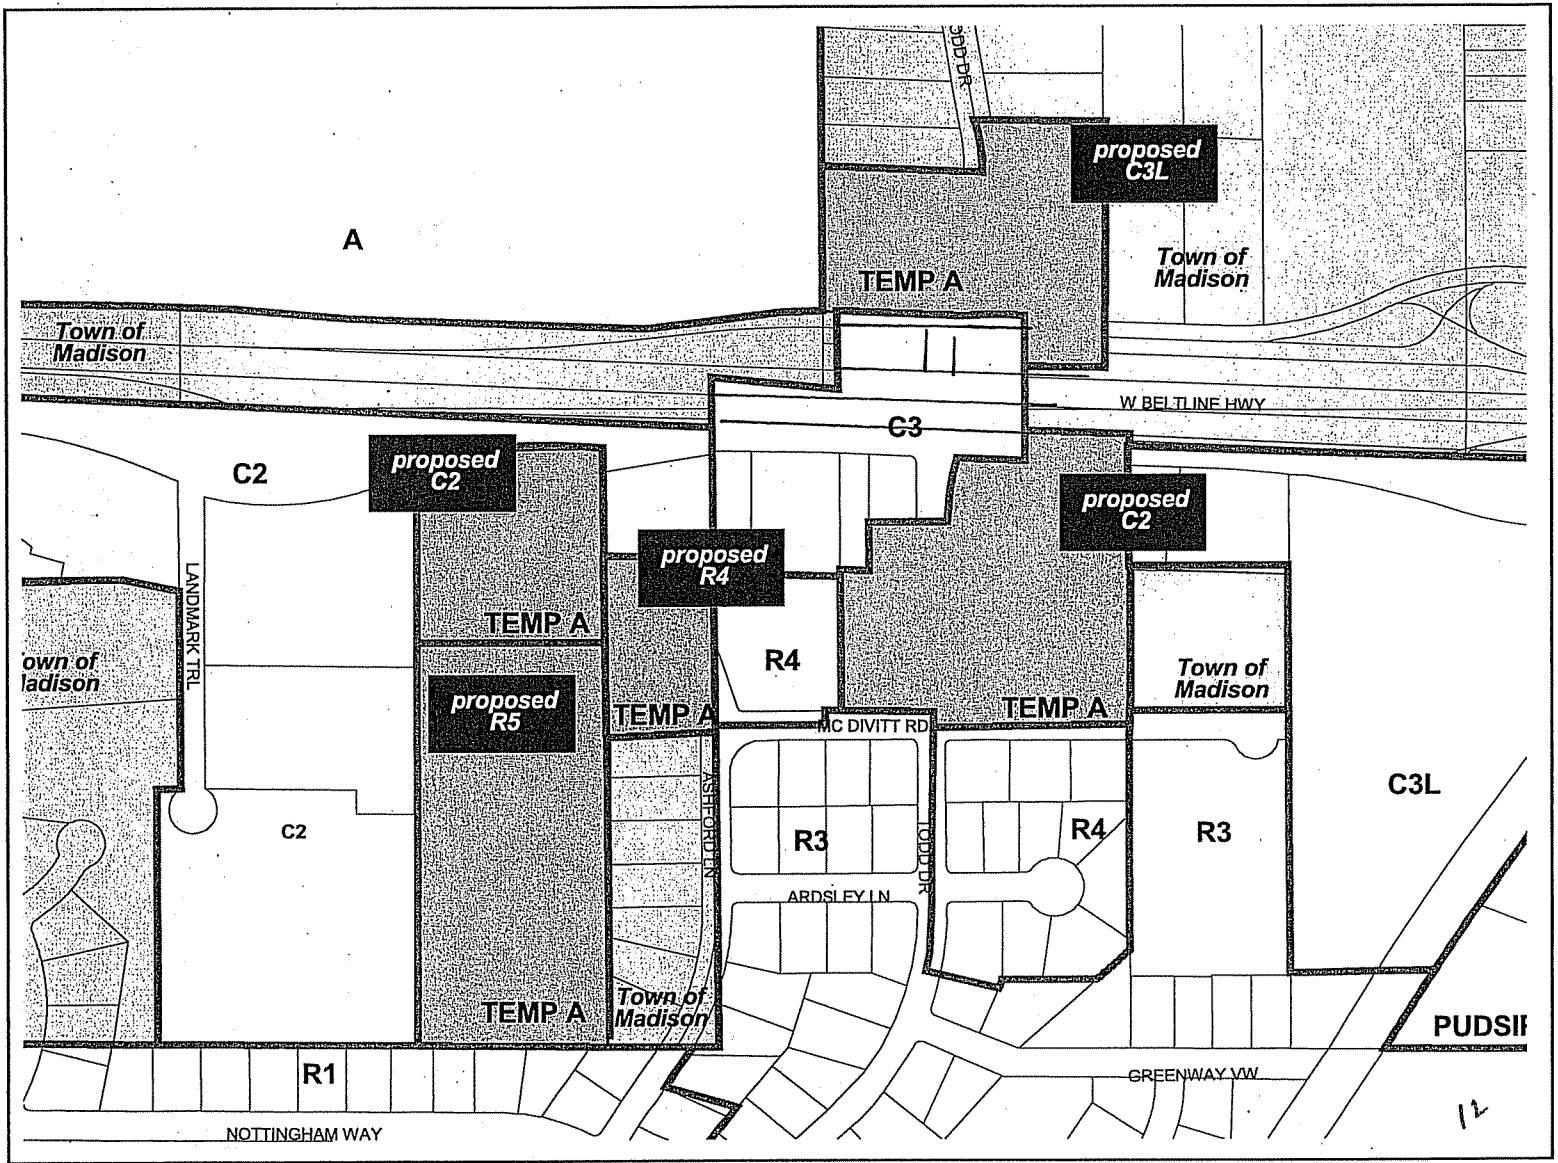 ODD DR
proposed
C3L
A
Town of
Madison
TEMP A
Town of
Madison
W BELTLINE HWY
C3
proposed
C2
C2
proposed
C2
proposed
R4
LANDMARK TRL
TEMP A
own of
adison
R4
Town of
Madison
proposed
R5
TEMP A
TEMP A
MC DIVITT RD
ASHFORD LN
C3L
C2
R3
TODD DR
R4
R3
ARDSLEY LN
TEMP A
Town of
Madison
PUDSI
R1
GREENWAY VW
12
NOTTINGHAM WAY